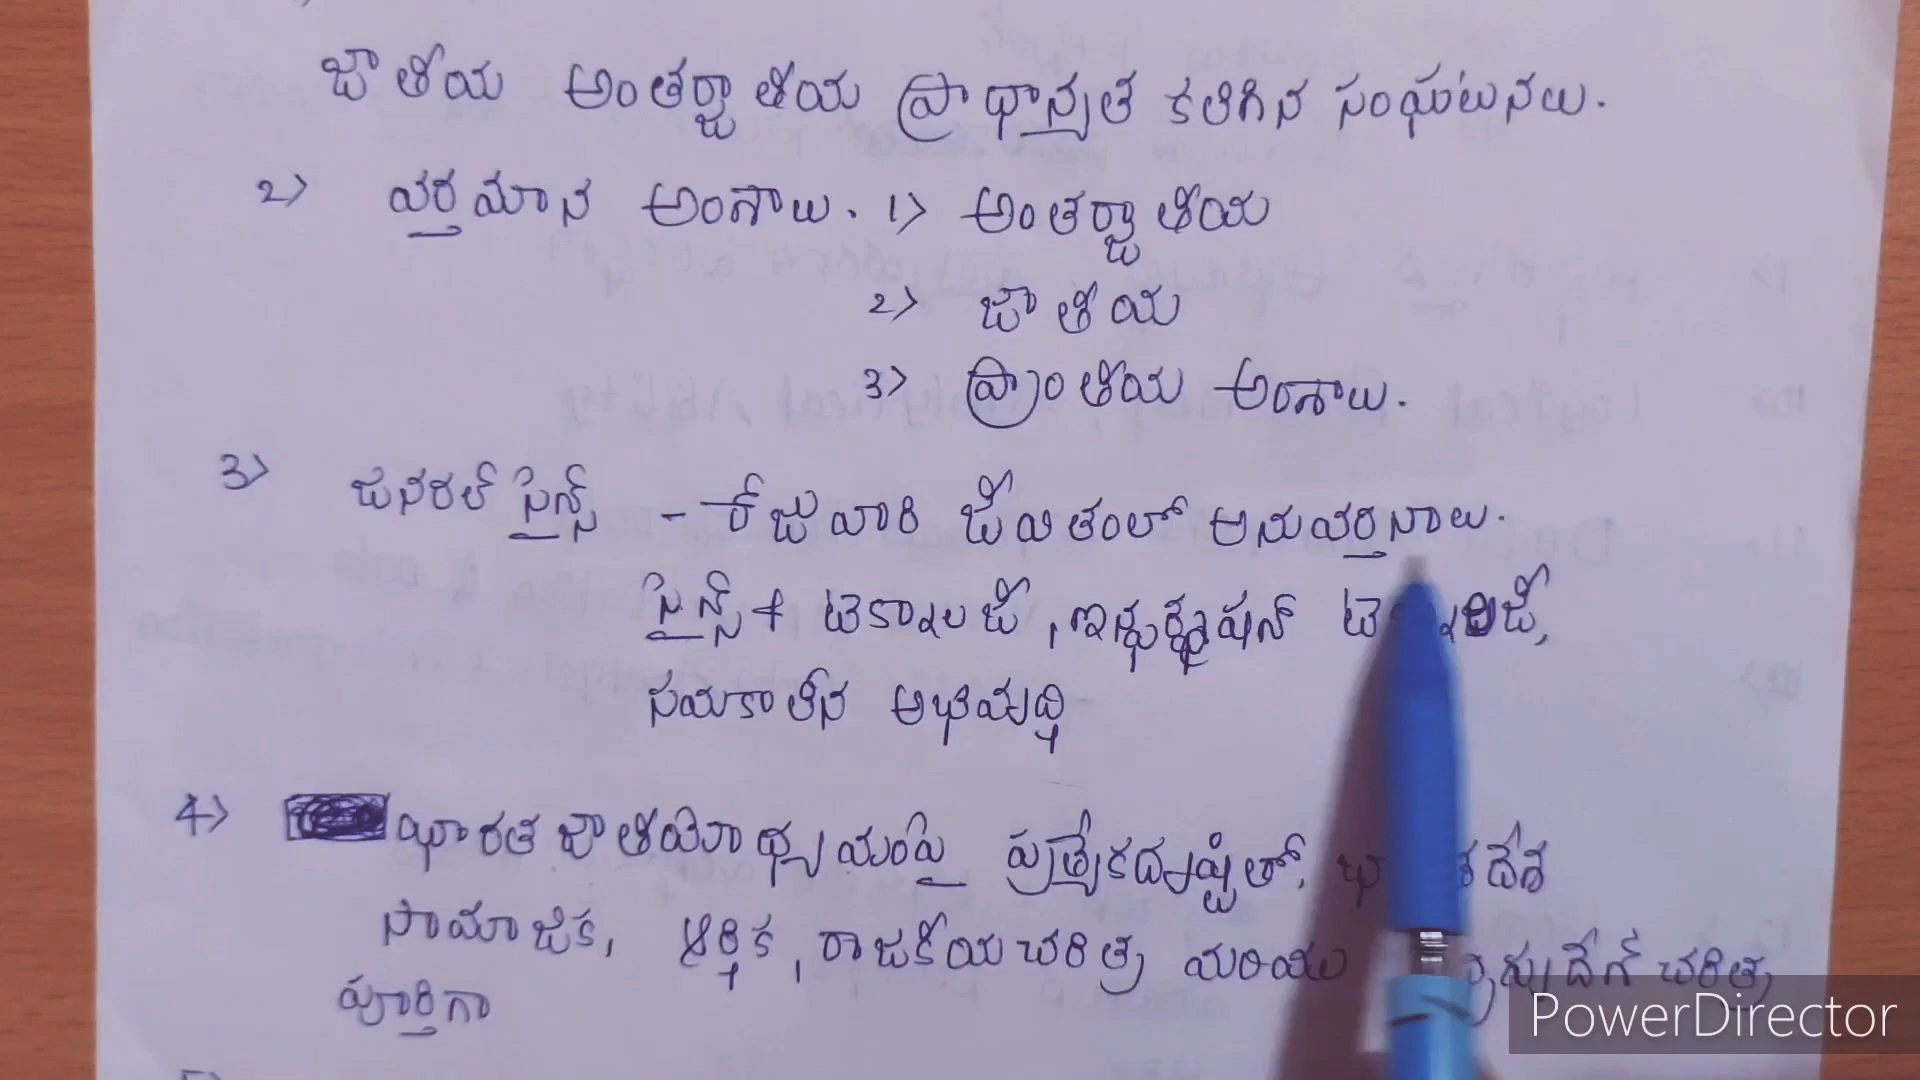 జాతీయ అంతర్జాతీయ ప్రాధాన్యత కలిగిన సంఘటనలు.
2) వర్తమాన అంశాలు. 1) అంతర్జాతీయ
2) జాతీయ
3) ప్రాంతీయ అంశాలు.
3) జనరల్ సైన్స్ - రోజువారి జీవితంలో అనువర్తనాలు.
సైన్స్ + టెక్నాలజీ, ఇన్ఫర్మేషన్
సమకాలీన అభివృద్ధి
4) భారత జాతీయోధ్యమంపై ప్రత్యేకదృష్టితో,
సామాజిక, ఆర్థిక, రాజకీయ చరిత్ర మరియు చరిత్ర
పూర్తిగా
PowerDirector